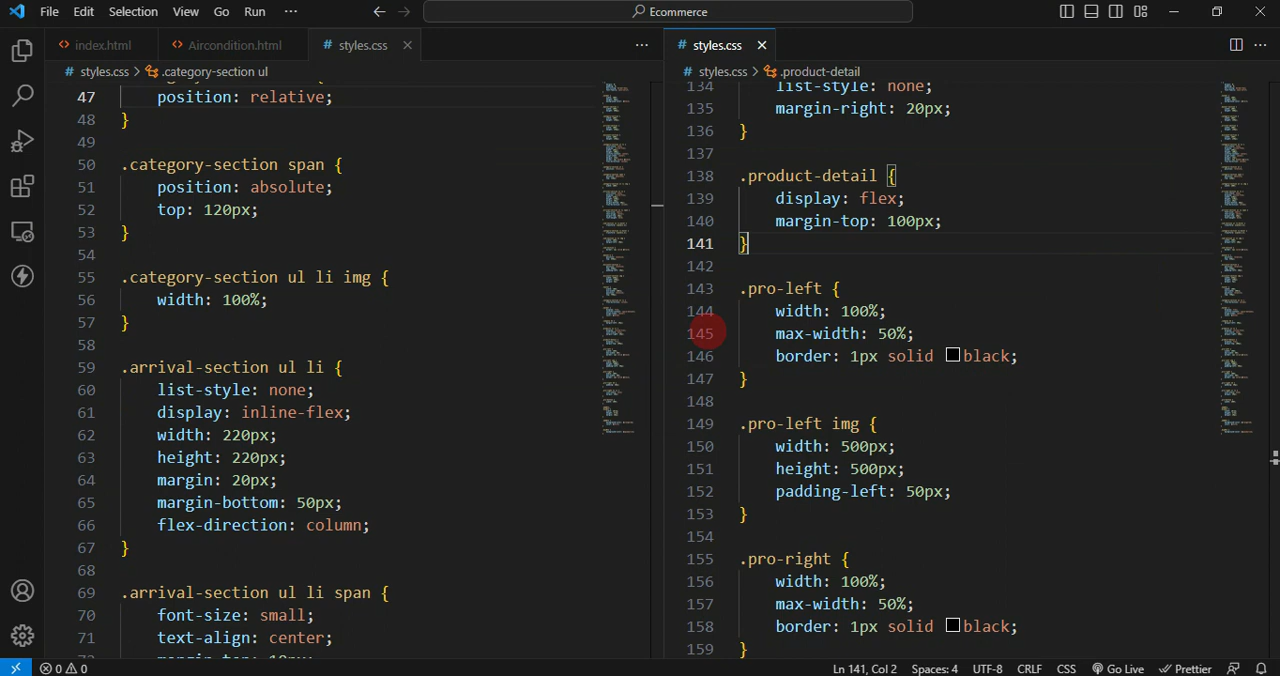 File Edit Selection View Go Run ··· Ecommerce
index.html Aircondition.html # styles.css ···
# styles.css > .category-section ul
47 position: relative;
48 }
49
50 .category-section span {
51 position: absolute;
52 top: 120px;
53 }
54
55 .category-section ul li img {
56 width: 100%;
57 }
58
59 .arrival-section ul li {
60 list-style: none;
61 display: inline-flex;
62 width: 220px;
63 height: 220px;
64 margin: 20px;
65 margin-bottom: 50px;
66 flex-direction: column;
67 }
68
69 .arrival-section ul li span {
70 font-size: small;
71 text-align: center;
# styles.css ···
# styles.css > .product-detail
134 list-style: none;
135 margin-right: 20px;
136 }
137
138 .product-detail {
139 display: flex;
140 margin-top: 100px;
141 }
142
143 .pro-left {
144 width: 100%;
145 max-width: 50%;
146 border: 1px solid black;
147 }
148
149 .pro-left img {
150 width: 500px;
151 height: 500px;
152 padding-left: 50px;
153 }
154
155 .pro-right {
156 width: 100%;
157 max-width: 50%;
158 border: 1px solid black;
159 }
0 0 Ln 141, Col 2 Spaces: 4 UTF-8 CRLF CSS Go Live Prettier